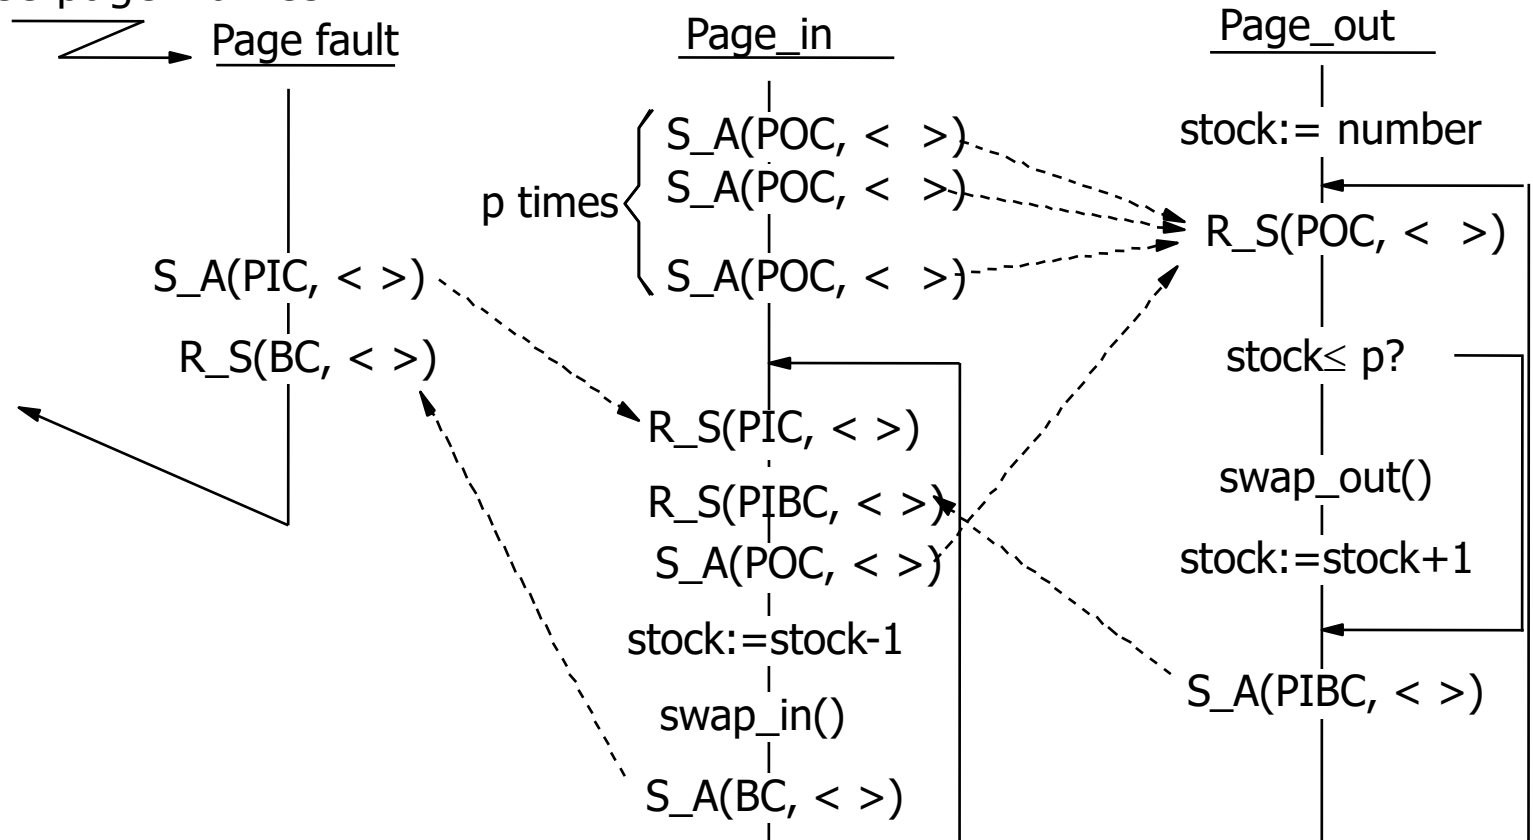 Page fault
S_A(PIC, < >)
R_S(BC, < >)
Page_in
p times
S_A(POC, < >)
S_A(POC, < >)
S_A(POC, < >)
R_S(PIC, < >)
R_S(PIBC, < >)
S_A(POC, < >)
stock:=stock-1
swap_in()
S_A(BC, < >)
Page_out
stock:= number
R_S(POC, < >)
stock≤ p?
swap_out()
stock:=stock+1
S_A(PIBC, < >)